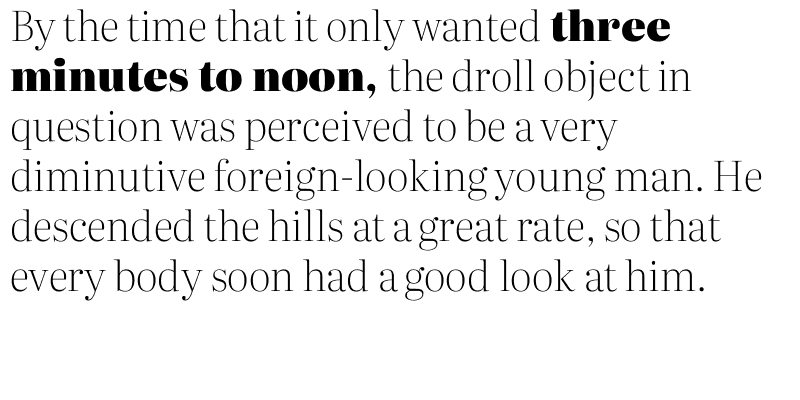 By the time that it only wanted three
minutes to noon, the droll object in
question was perceived to be a very
diminutive foreign-looking young man. He
descended the hills at a great rate, so that
every body soon had a good look at him.